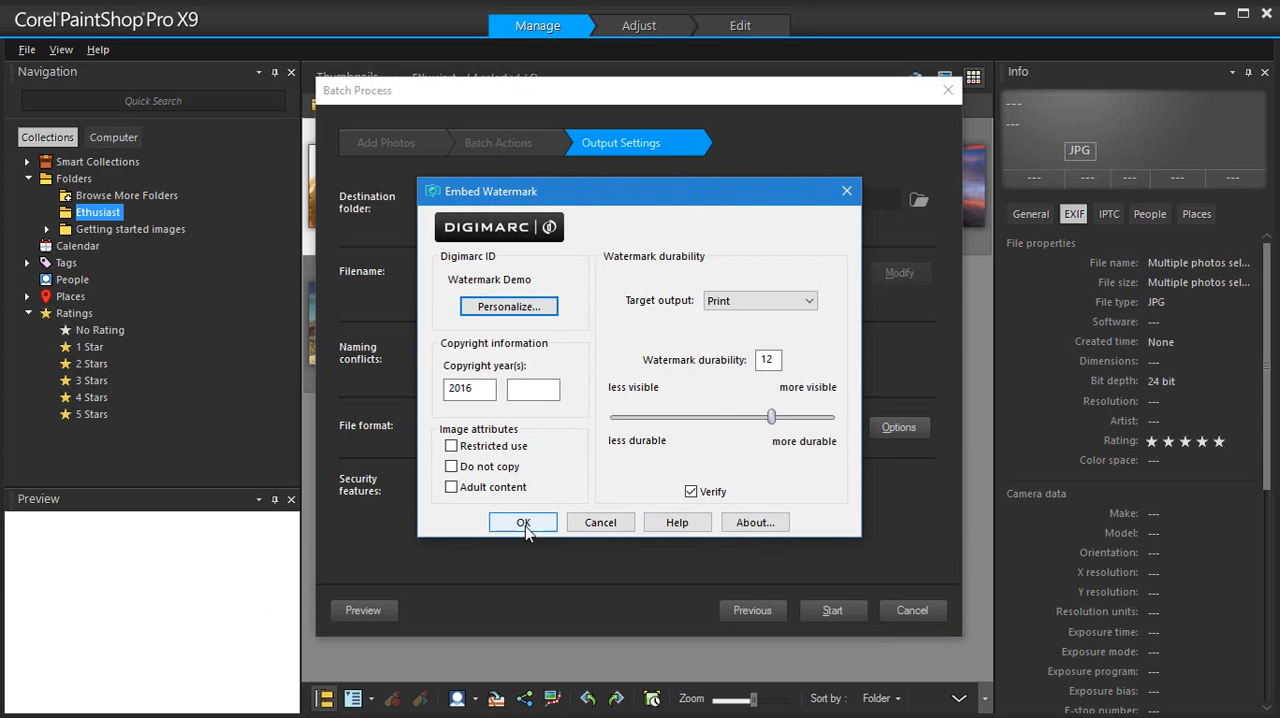 Corel PaintShop Pro X9
Manage
Adjust
Edit
File View Help
Navigation
Quick Search
Collections
Computer
Smart Collections
Folders
Browse More Folders
Ethusiast
Getting started images
Calendar
Tags
People
Places
Ratings
No Rating
1 Star
2 Stars
3 Stars
4 Stars
5 Stars
Preview
Batch Process
Add Photos
Batch Actions
Output Settings
Destination
folder:
Filename:
Modify
Naming
conflicts:
File format:
Options
Security
features:
Embed Watermark
DIGIMARC
Digimarc ID
Watermark Demo
Personalize...
Copyright information
Copyright year(s):
2016
Image attributes
Restricted use
Do not copy
Adult content
Watermark durability
Target output: Print
Watermark durability: 12
less visible more visible
less durable more durable
Verify
OK
Cancel
Help
About...
Preview
Previous
Start
Cancel
Zoom
Sort by:
Folder
Info
---
---
JPG
--- --- --- ---
General
EXIF
IPTC
People
Places
File properties
File name: Multiple photos sel...
File size: Multiple photos sel...
File type: JPG
Software: ---
Created time: None
Dimensions: ---
Bit depth: 24 bit
Resolution: ---
Artist: ---
Rating:
Color space: ---
Camera data
Make: ---
Model: ---
Orientation: ---
X resolution: ---
Y resolution: ---
Resolution units: ---
Exposure time: ---
Exposure mode: ---
Exposure program: ---
Exposure bias: ---
F-stop number: ---